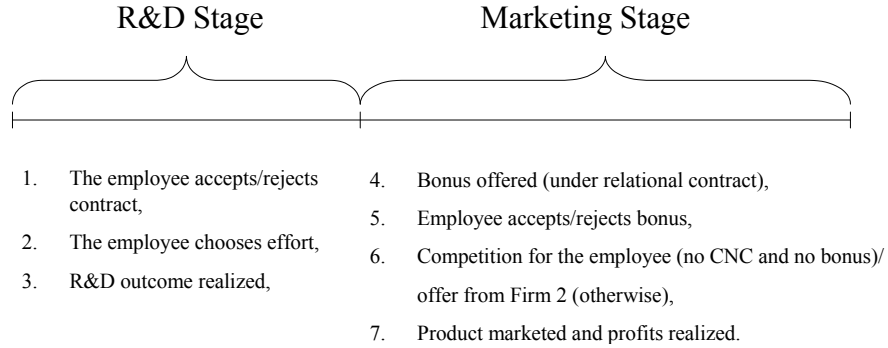 R&D Stage
Marketing Stage
1. The employee accepts/rejects
contract,
2. The employee chooses effort,
3. R&D outcome realized,
4. Bonus offered (under relational contract),
5. Employee accepts/rejects bonus,
6. Competition for the employee (no CNC and no bonus)/
offer from Firm 2 (otherwise),
7. Product marketed and profits realized.